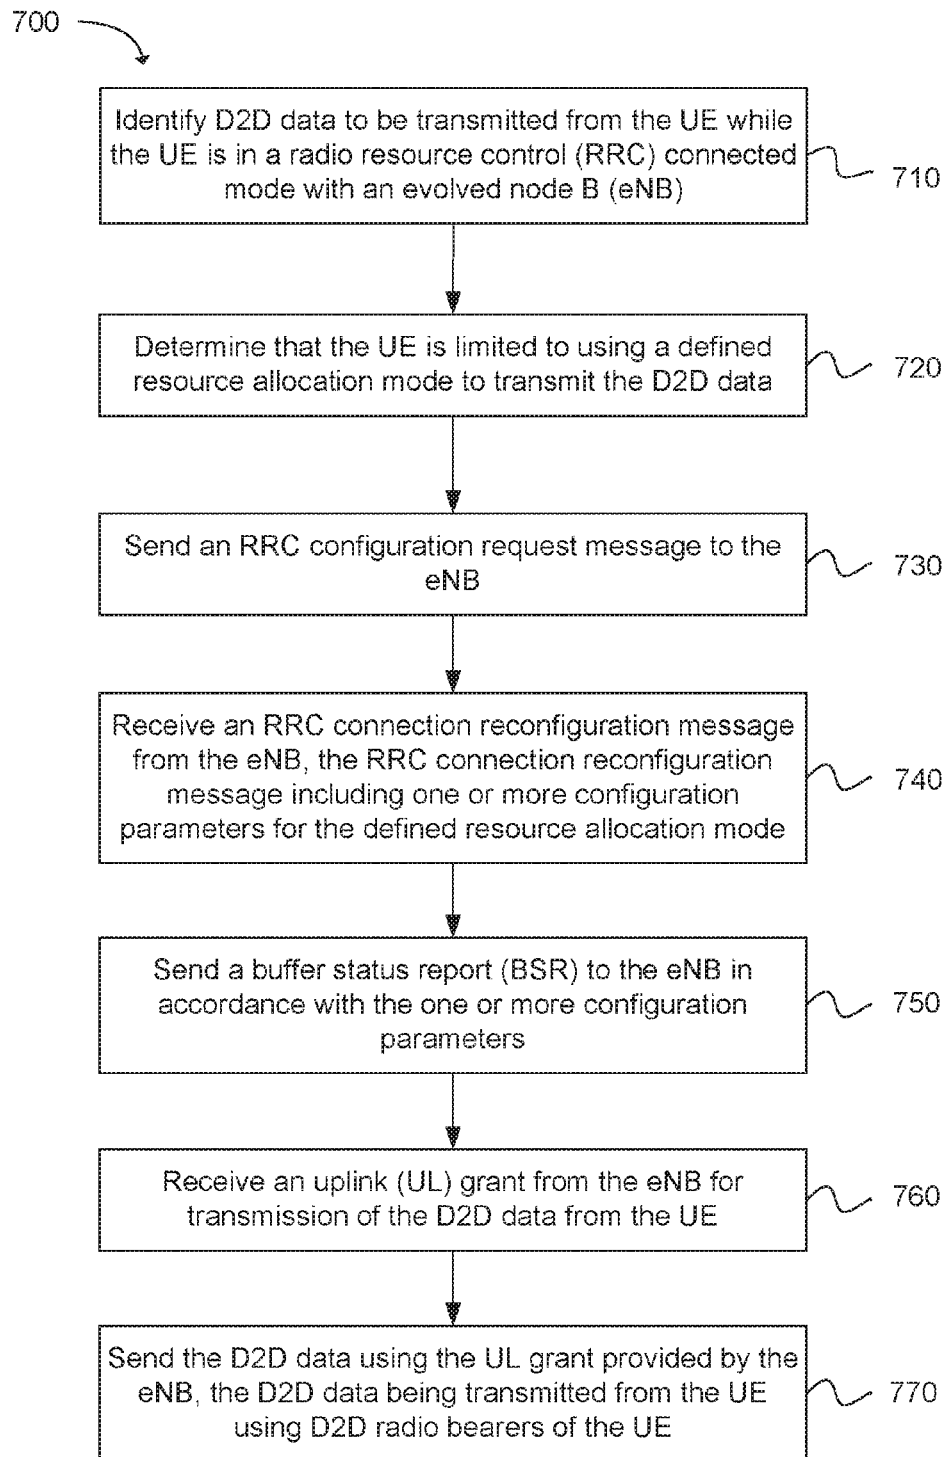 700
Identify D2D data to be transmitted from the UE while
the UE is in a radio resource control (RRC) connected
mode with an evolved node B (eNB)
710
Determine that the UE is limited to using a defined
resource allocation mode to transmit the D2D data
720
Send an RRC configuration request message to the
eNB
730
Receive an RRC connection reconfiguration message
from the eNB, the RRC connection reconfiguration
message including one or more configuration
parameters for the defined resource allocation mode
740
Send a buffer status report (BSR) to the eNB in
accordance with the one or more configuration
parameters
750
Receive an uplink (UL) grant from the eNB for
transmission of the D2D data from the UE
760
Send the D2D data using the UL grant provided by the
eNB, the D2D data being transmitted from the UE
using D2D radio bearers of the UE
770